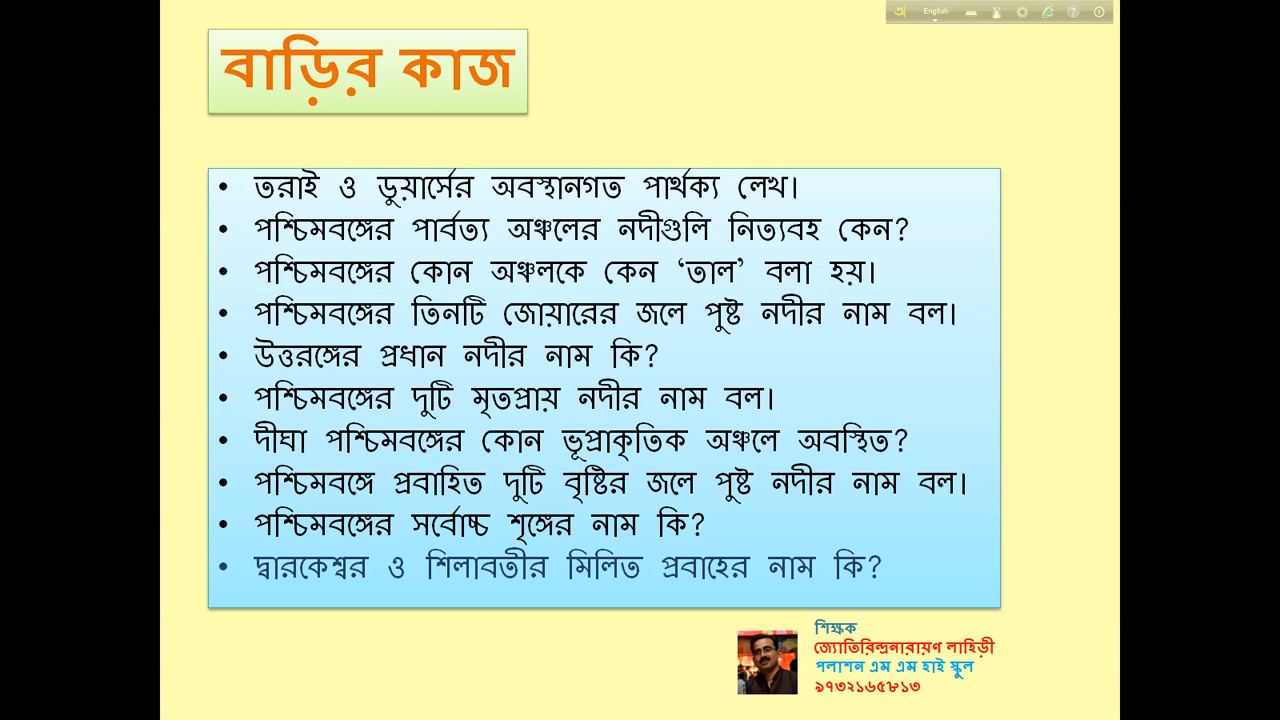 অ English
বাড়ির কাজ
• তরাই ও ডুয়ার্সের অবস্থানগত পার্থক্য লেখ।
• পশ্চিমবঙ্গের পার্বত্য অঞ্চলের নদীগুলি নিত্যবহ কেন?
• পশ্চিমবঙ্গের কোন অঞ্চলকে কেন ‘তাল’ বলা হয়।
• পশ্চিমবঙ্গের তিনটি জোয়ারের জলে পুষ্ট নদীর নাম বল।
• উত্তরঙ্গের প্রধান নদীর নাম কি?
• পশ্চিমবঙ্গের দুটি মৃতপ্রায় নদীর নাম বল।
• দীঘা পশ্চিমবঙ্গের কোন ভূপ্রাকৃতিক অঞ্চলে অবস্থিত?
• পশ্চিমবঙ্গে প্রবাহিত দুটি বৃষ্টির জলে পুষ্ট নদীর নাম বল।
• পশ্চিমবঙ্গের সর্বোচ্চ শৃঙ্গের নাম কি?
• দ্বারকেশ্বর ও শিলাবতীর মিলিত প্রবাহের নাম কি?
শিক্ষক
জ্যোতিরিন্দ্রনারায়ণ লাহিড়ী
পলাশন এম এম হাই স্কুল
৯৭৩২১৬৫৮১৩